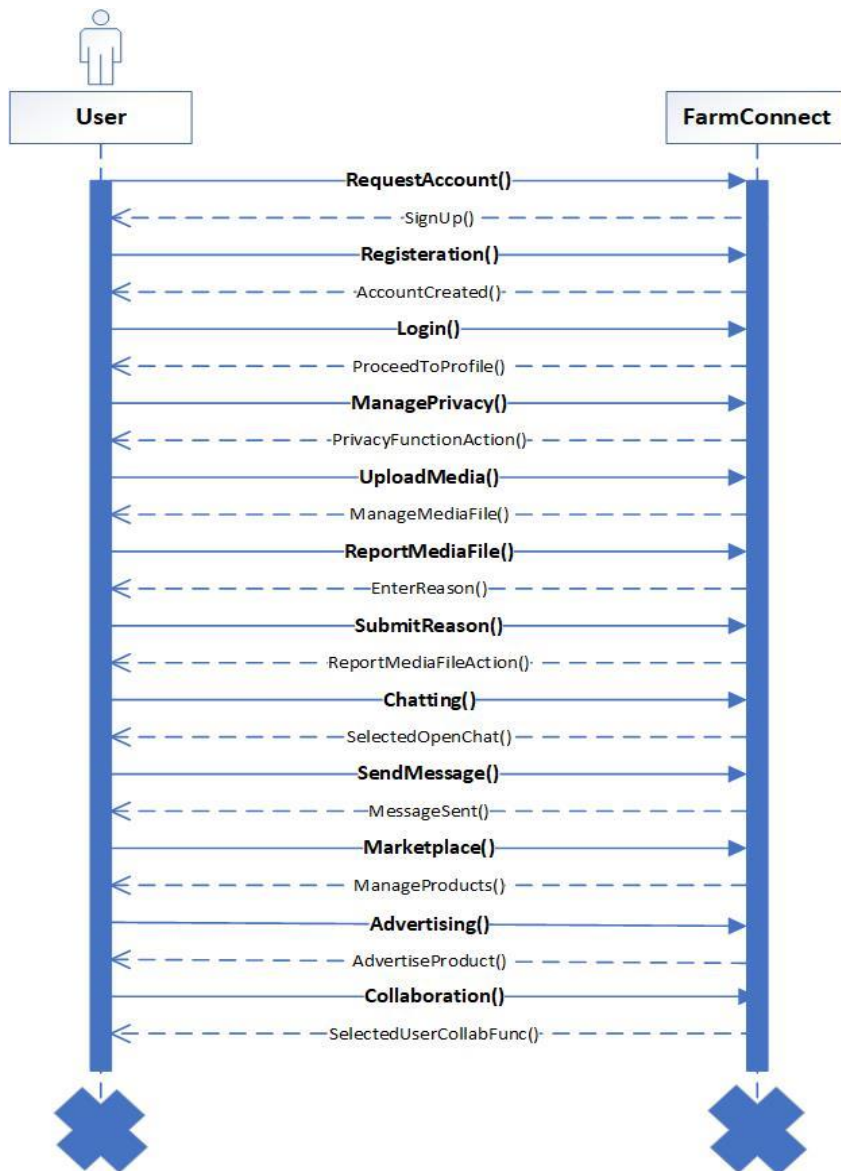 User
FarmConnect
RequestAccount()
SignUp()
Registeration()
AccountCreated()
Login()
ProceedToProfile()
ManagePrivacy()
PrivacyFunctionAction()
UploadMedia()
ManageMediaFile()
ReportMediaFile()
EnterReason()
SubmitReason()
ReportMediaFileAction()
Chatting()
SelectedOpenChat()
SendMessage()
MessageSent()
Marketplace()
ManageProducts()
Advertising()
AdvertiseProduct()
Collaboration()
SelectedUserCollabFunc()